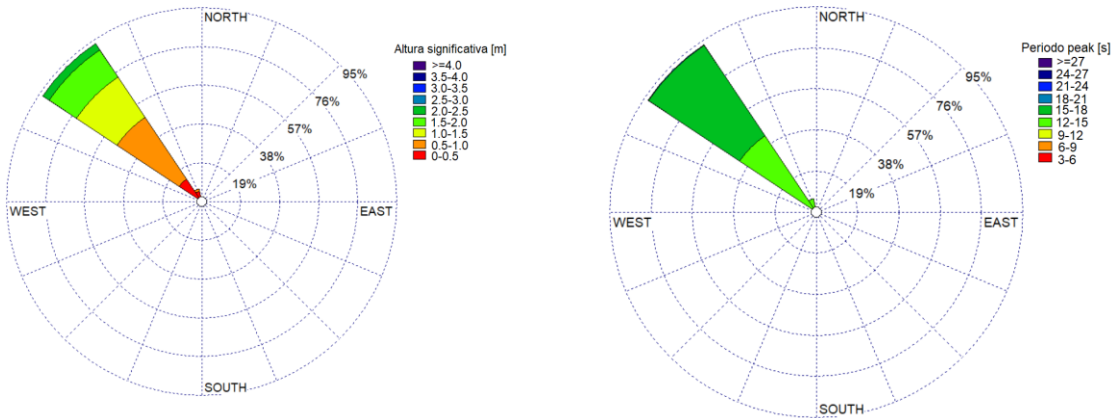 NORTH
Altura significativa [m]
>=4.0
3.5-4.0
3.0-3.5
2.5-3.0
2.0-2.5
1.5-2.0
1.0-1.5
0.5-1.0
0-0.5
95%
76%
57%
38%
19%
WEST
EAST
SOUTH
NORTH
Periodo peak [s]
>=27
24-27
21-24
18-21
15-18
12-15
9-12
6-9
3-6
95%
76%
57%
38%
19%
WEST
EAST
SOUTH